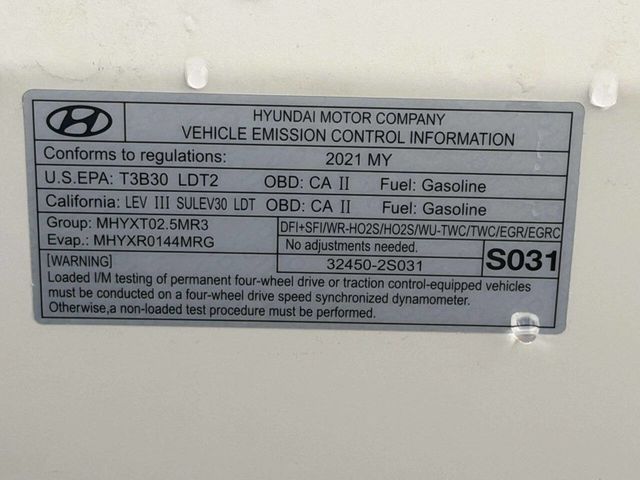 HYUNDAI MOTOR COMPANY
VEHICLE EMISSION CONTROL INFORMATION
Conforms to regulations: 2021 MY
U.S.EPA: T3B30 LDT2 OBD: CA II Fuel: Gasoline
California: LEV III SULEV30 LDT OBD: CA II Fuel: Gasoline
Group: MHYXT02.5MR3 DFI+SFI/WR-HO2S/HO2S/WU-TWC/TWC/EGR/EGRC
Evap.: MHYXR0144MRG No adjustments needed. S031
[WARNING] 32450-2S031
Loaded I/M testing of permanent four-wheel drive or traction control-equipped vehicles
must be conducted on a four-wheel drive speed synchronized dynamometer.
Otherwise,a non-loaded test procedure must be performed.